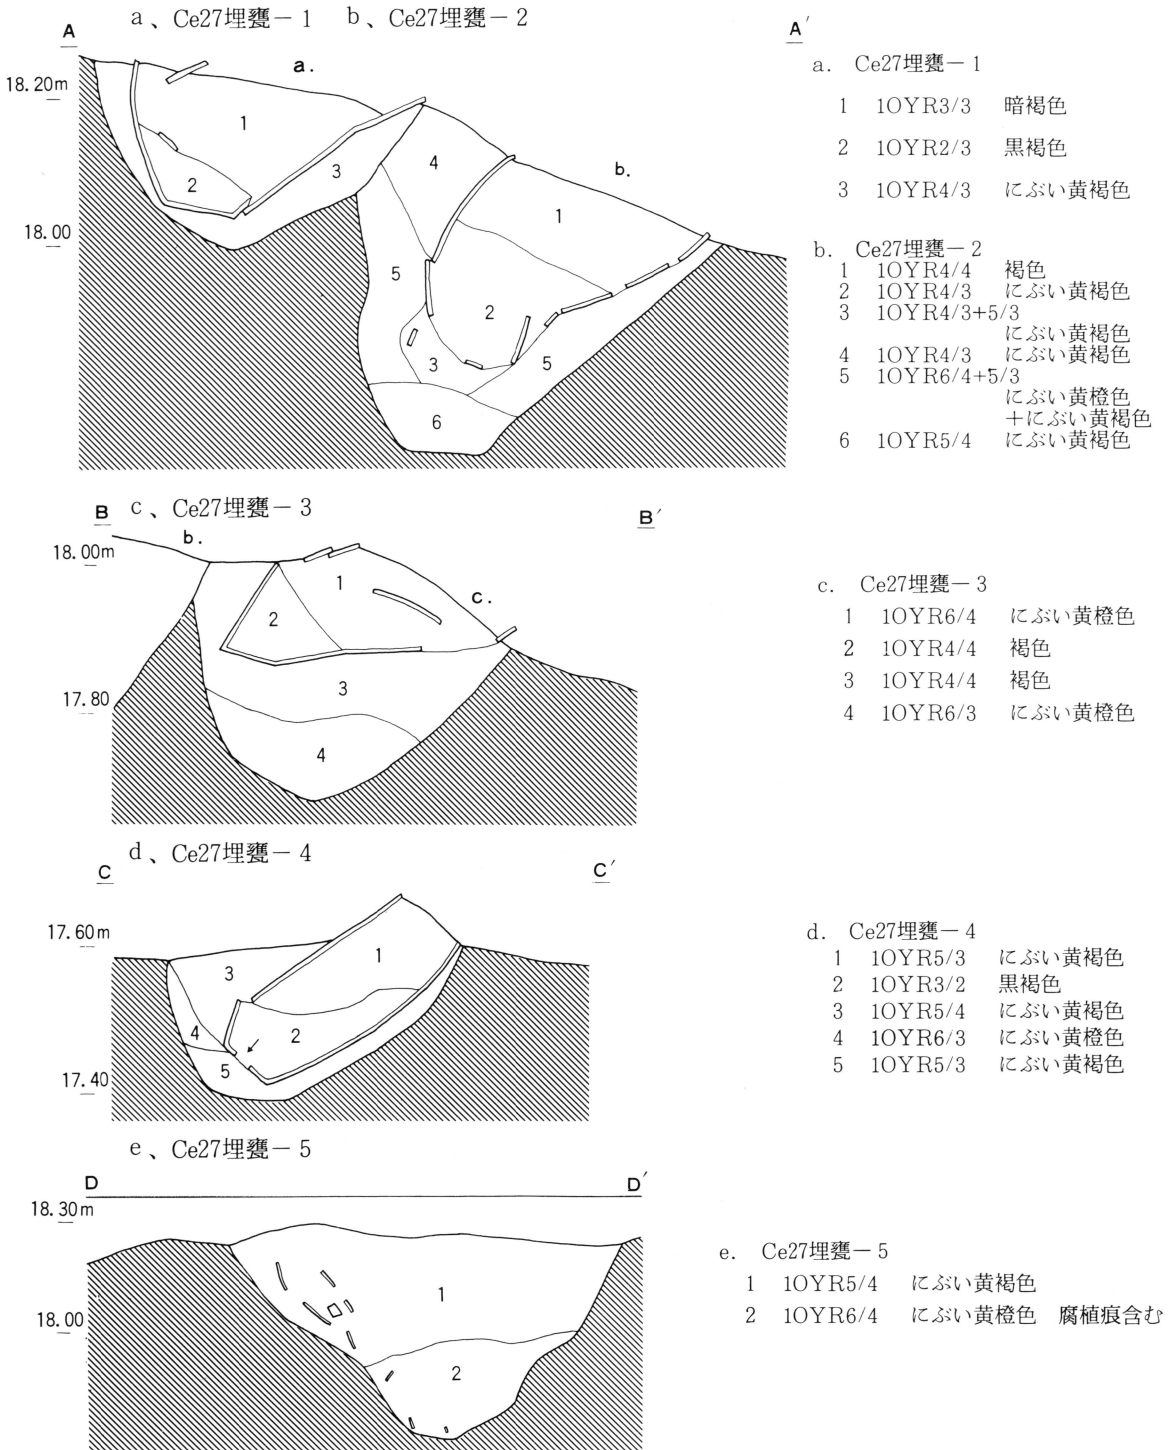 a、Ce27埋甕－1　b、Ce27埋甕－2
A
A′
18.20m
18.00
a.
1
2
3
b.
4
1
5
2
3
5
6
a.　Ce27埋甕－1
1　10YR3/3　暗褐色
2　10YR2/3　黒褐色
3　10YR4/3　にぶい黄褐色
b.　Ce27埋甕－2
1　10YR4/4　褐色
2　10YR4/3　にぶい黄褐色
3　10YR4/3+5/3
にぶい黄褐色
4　10YR4/3　にぶい黄褐色
5　10YR6/4+5/3
にぶい黄橙色
＋にぶい黄褐色
6　10YR5/4　にぶい黄褐色
c、Ce27埋甕－3
B
B′
18.00m
17.80
b.
c.
1
2
3
4
c.　Ce27埋甕－3
1　10YR6/4　にぶい黄橙色
2　10YR4/4　褐色
3　10YR4/4　褐色
4　10YR6/3　にぶい黄橙色
d、Ce27埋甕－4
C
C′
17.60m
17.40
1
3
2
4
5
d.　Ce27埋甕－4
1　10YR5/3　にぶい黄褐色
2　10YR3/2　黒褐色
3　10YR5/4　にぶい黄褐色
4　10YR6/3　にぶい黄橙色
5　10YR5/3　にぶい黄褐色
e、Ce27埋甕－5
D
D′
18.30m
18.00
1
2
e.　Ce27埋甕－5
1　10YR5/4　にぶい黄褐色
2　10YR6/4　にぶい黄橙色　腐植痕含む